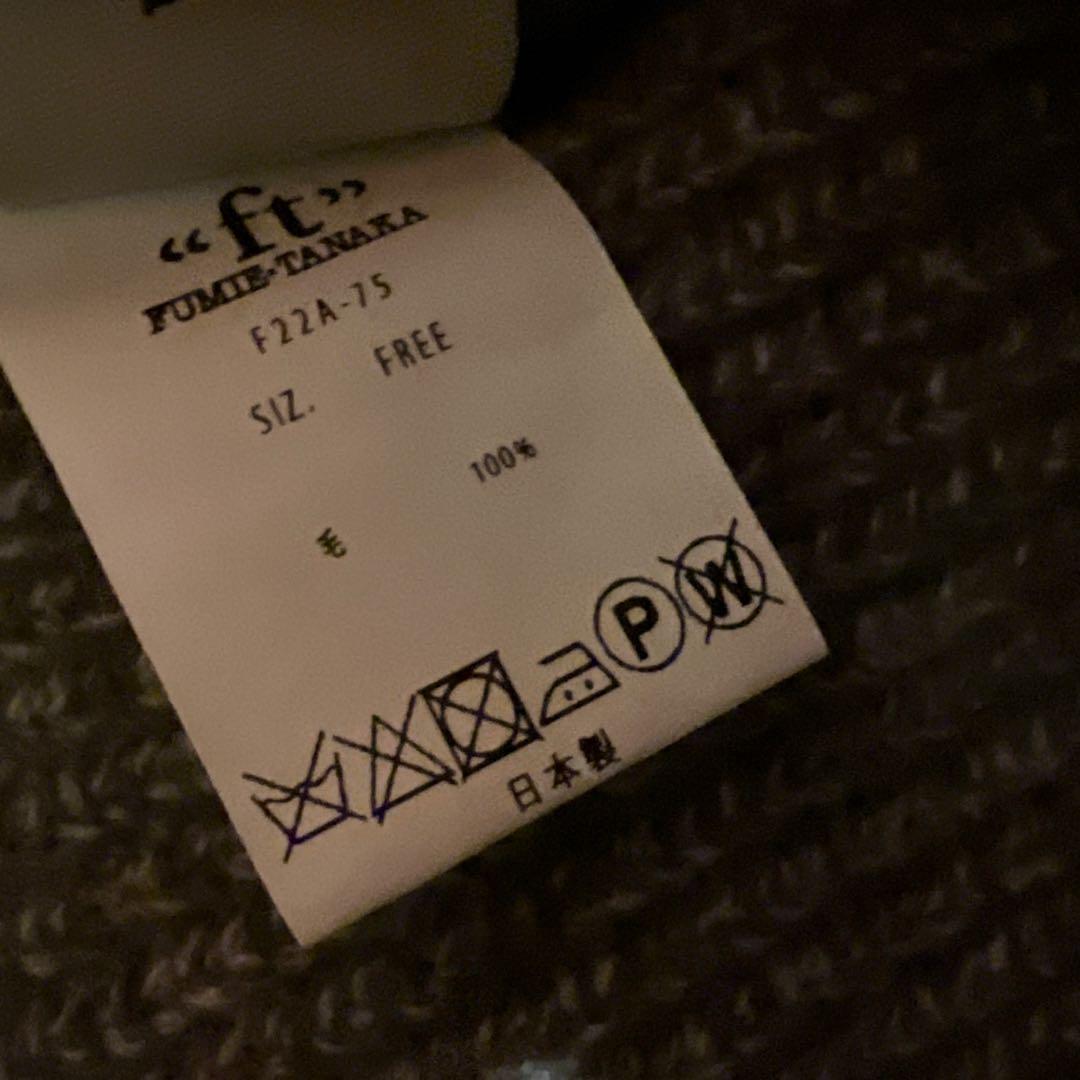 “ft”
FUMIE=TANAKA
F22A-75
SIZ. FREE
毛 100%
P W
日本製